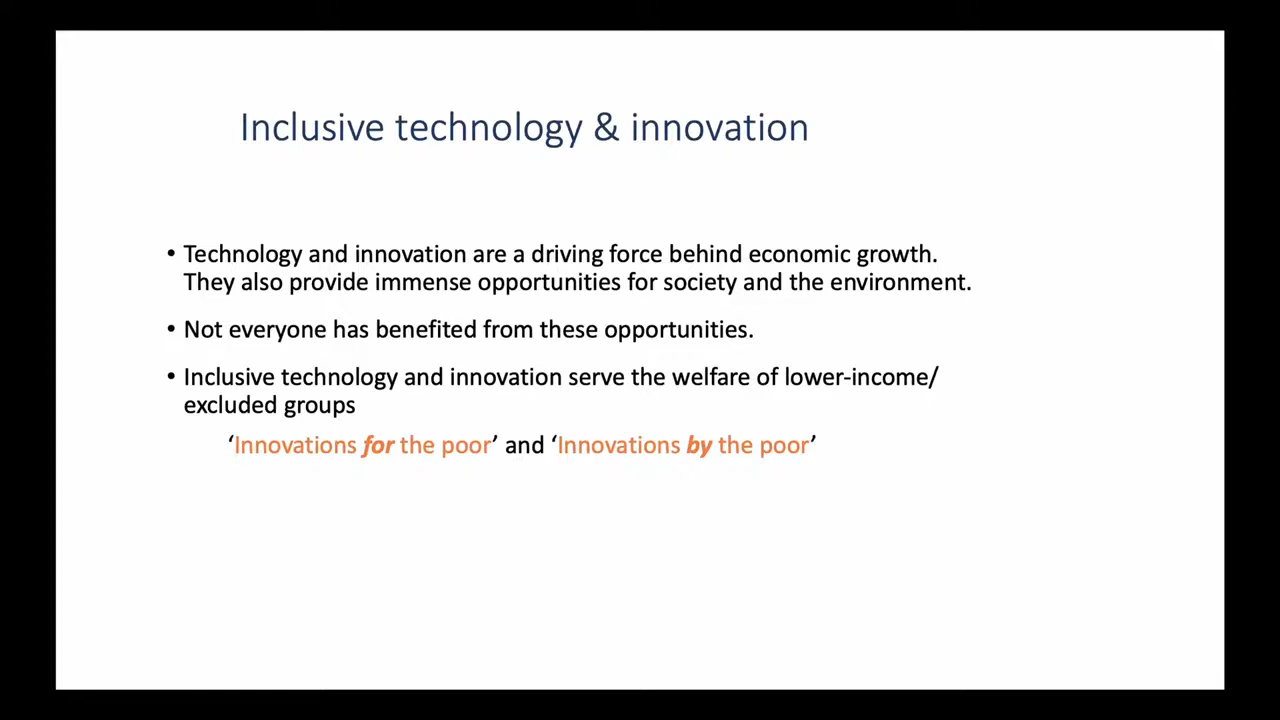 Inclusive technology & innovation
• Technology and innovation are a driving force behind economic growth.
They also provide immense opportunities for society and the environment.
• Not everyone has benefited from these opportunities.
• Inclusive technology and innovation serve the welfare of lower-income/
excluded groups
‘Innovations for the poor’ and ‘Innovations by the poor’